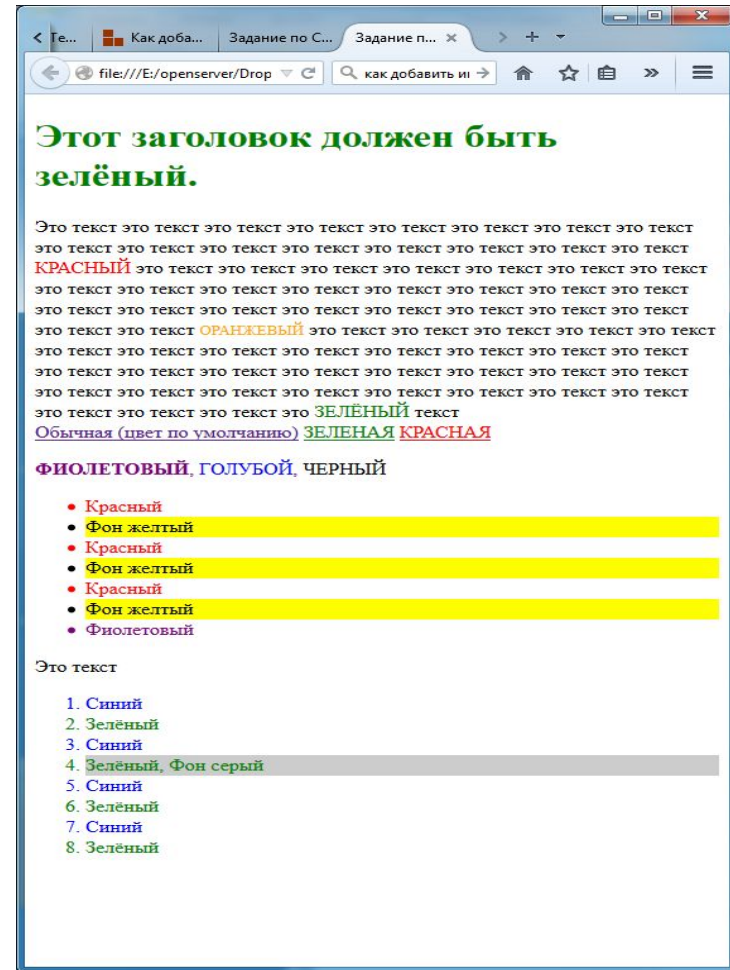 Те...
Как доба...
Задание по С...
Задание п...
file:///E:/openserver/Drop
как добавить
Этот заголовок должен быть
зелёный.
Это текст это текст это текст это текст это текст это текст это текст это текст
это текст это текст это текст это текст это текст это текст это текст это текст
КРАСНЫЙ это текст это текст это текст это текст это текст это текст это текст
это текст это текст это текст это текст это текст это текст это текст это текст
это текст это текст это текст это текст это текст это текст это текст это текст
это текст это текст ОРАНЖЕВЫЙ это текст это текст это текст это текст это текст
это текст это текст это текст это текст это текст это текст это текст это текст
это текст это текст это текст это текст это текст это текст это текст это текст
это текст это текст это текст это текст это текст это текст это текст это текст
это текст это текст это текст это ЗЕЛЁНЫЙ текст
Обычная (цвет по умолчанию) ЗЕЛЕНАЯ КРАСНАЯ
ФИОЛЕТОВЫЙ, ГОЛУБОЙ, ЧЕРНЫЙ
• Красный
• Фон желтый
• Красный
• Фон желтый
• Красный
• Фон желтый
• Фиолетовый
Это текст
1. Синий
2. Зелёный
3. Синий
4. Зелёный, Фон серый
5. Синий
6. Зелёный
7. Синий
8. Зелёный